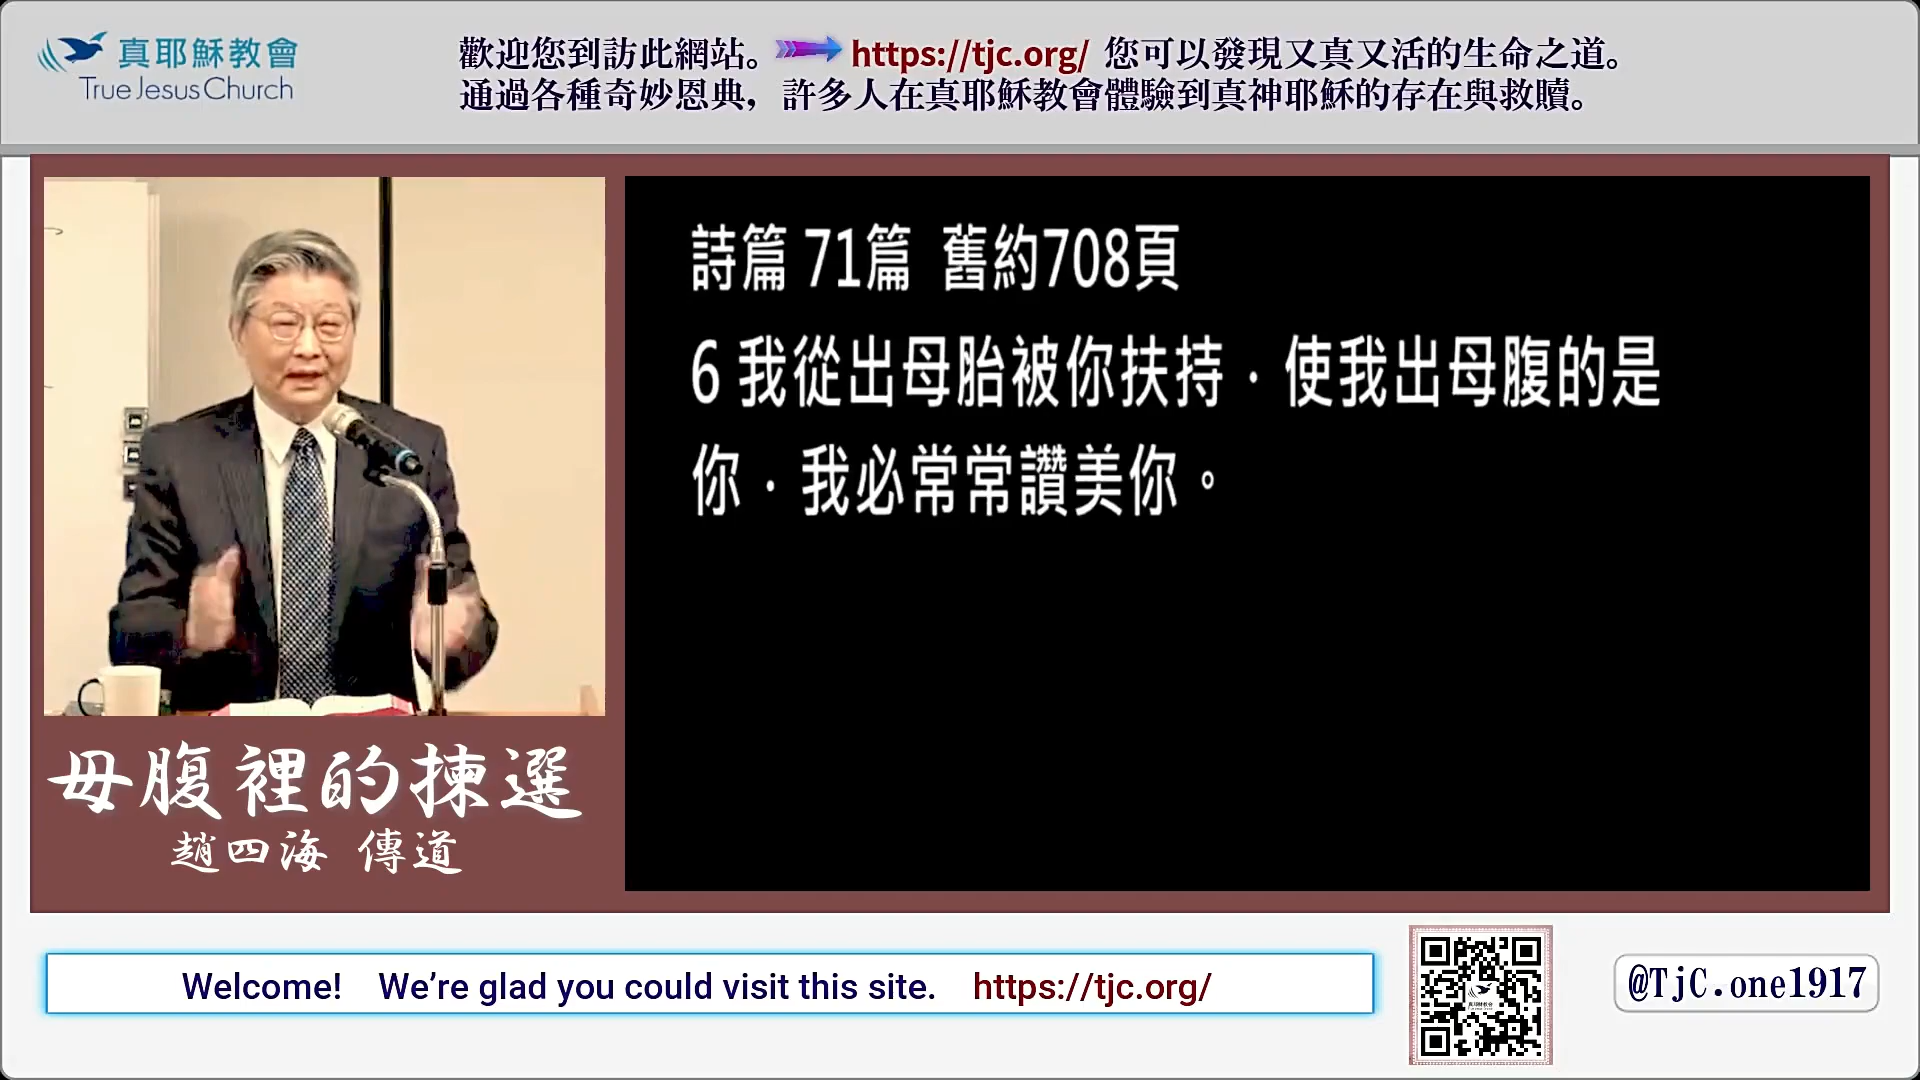 真耶穌教會
True Jesus Church
歡迎您到訪此網站。 https://tjc.org/ 您可以發現又真又活的生命之道。
通過各種奇妙恩典，許多人在真耶穌教會體驗到真神耶穌的存在與救贖。
詩篇 71篇 舊約708頁
6 我從出母胎被你扶持．使我出母腹的是
你．我必常常讚美你。
母腹裡的揀選
趙四海 傳道
Welcome! We’re glad you could visit this site. https://tjc.org/
@TjC.one1917